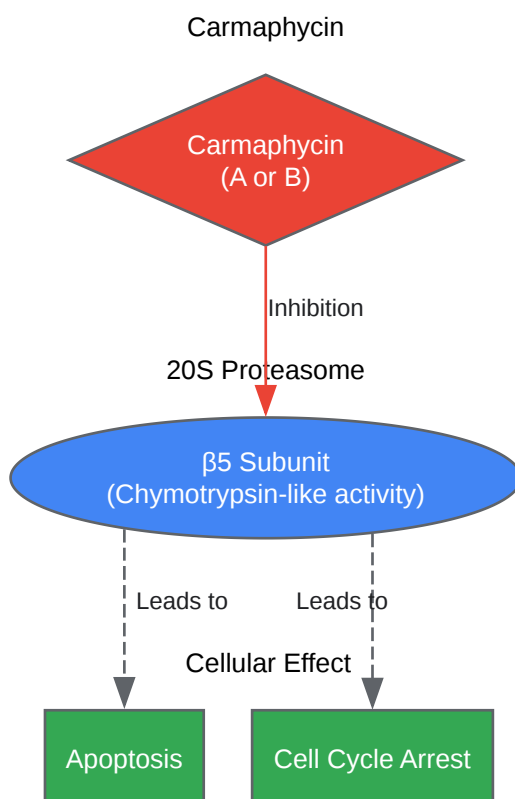 Carmaphycin
Carmaphycin
(A or B)
Inhibition
20S Proteasome
β5 Subunit
(Chymotrypsin-like activity)
Leads to
Leads to
Cellular Effect
Apoptosis
Cell Cycle Arrest